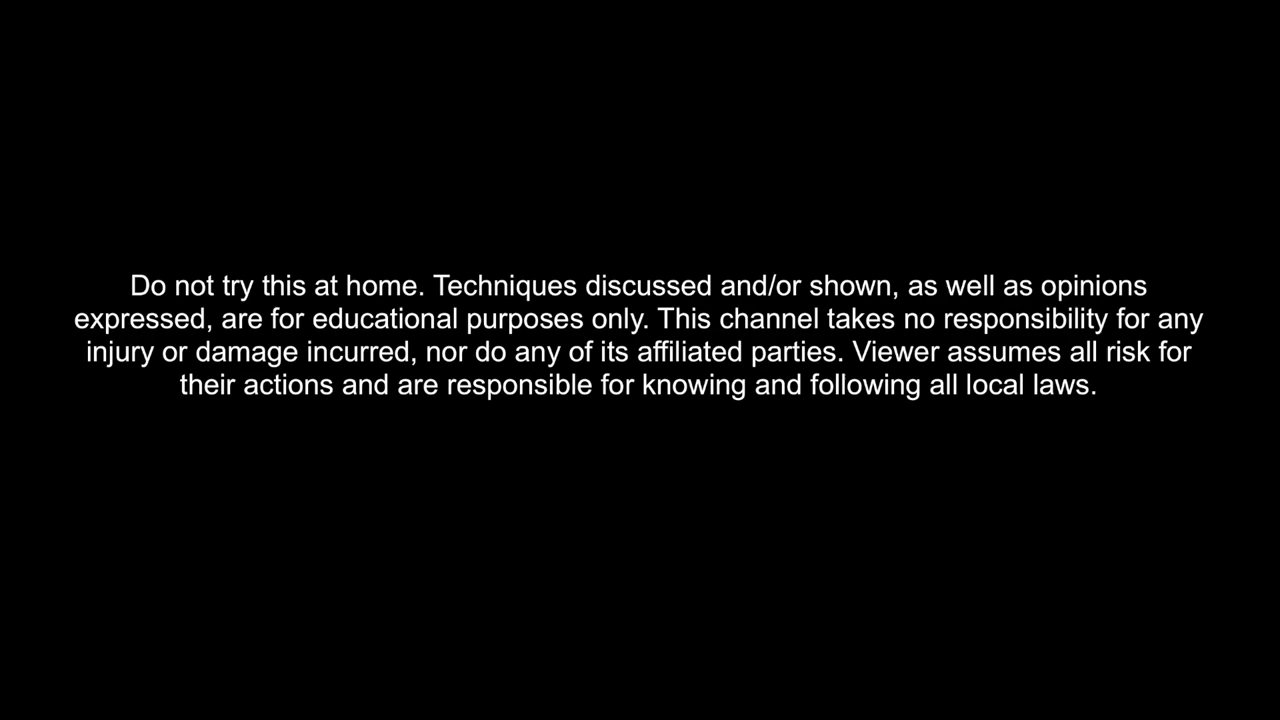 Do not try this at home. Techniques discussed and/or shown, as well as opinions
expressed, are for educational purposes only. This channel takes no responsibility for any
injury or damage incurred, nor do any of its affiliated parties. Viewer assumes all risk for
their actions and are responsible for knowing and following all local laws.